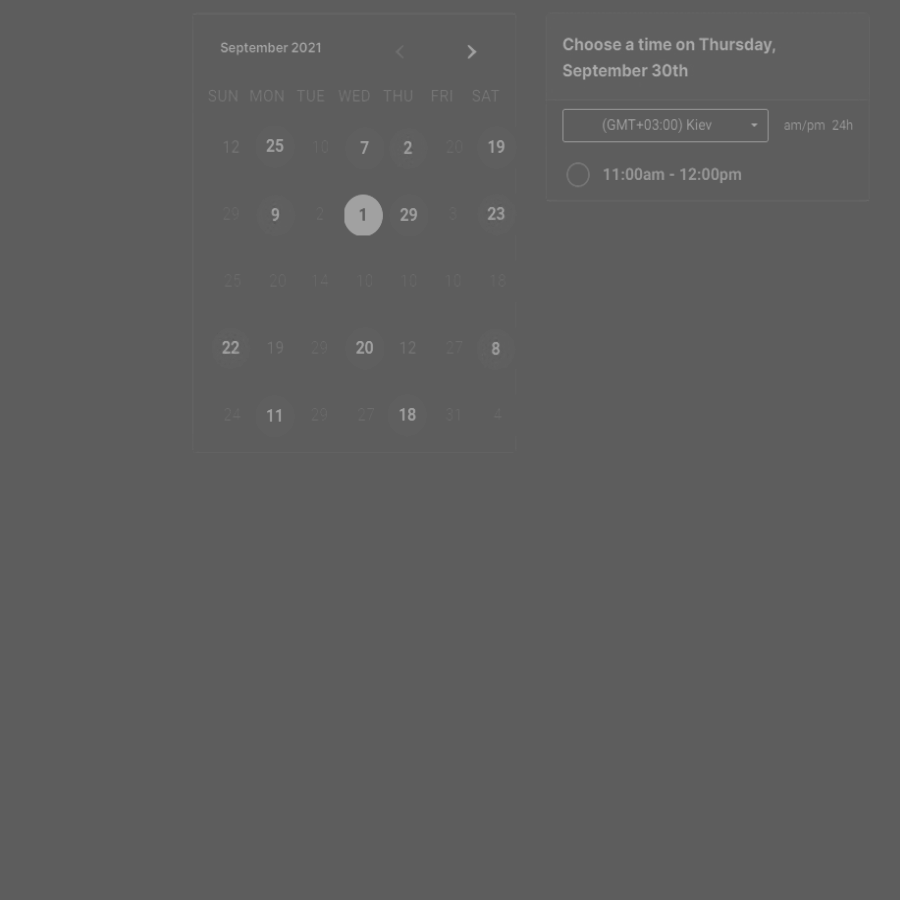 September 2021
SUN MON TUE WED THU FRI SAT
12 25 10 7 2 20 19
29 9 2 1 29 3 23
25 20 14 10 10 10 18
22 19 29 20 12 27 8
24 11 29 27 18 31 4
Choose a time on Thursday,
September 30th
(GMT+03:00) Kiev am/pm 24h
11:00am - 12:00pm